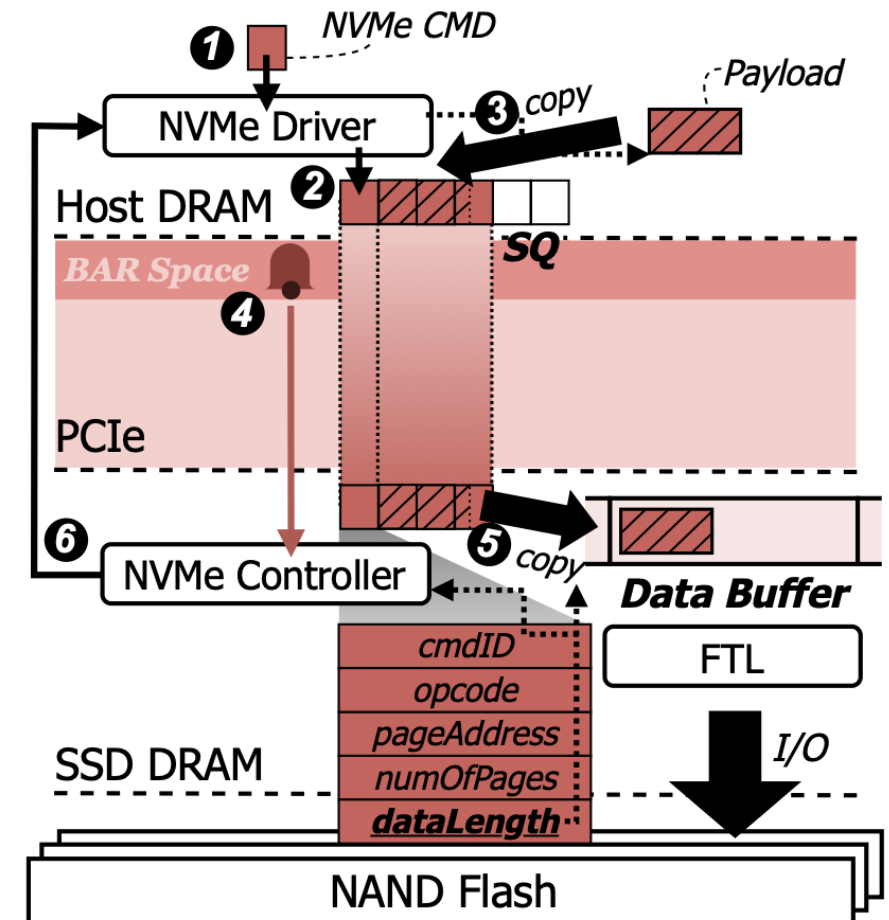 1
NVMe CMD
NVMe Driver
3
copy
Payload
2
Host DRAM
SQ
BAR Space
4
PCIe
6
5
copy
NVMe Controller
Data Buffer
cmdID
FTL
opcode
pageAddress
I/O
SSD DRAM
numOfPages
dataLength
NAND Flash